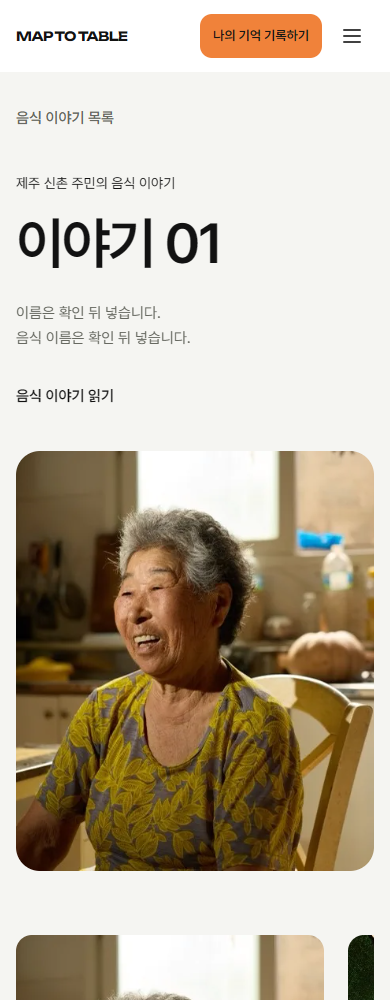 MAP TO TABLE
나의 기억 기록하기
음식 이야기 목록
제주 신촌 주민의 음식 이야기
이야기 01
이름은 확인 뒤 넣습니다.
음식 이름은 확인 뒤 넣습니다.
음식 이야기 읽기